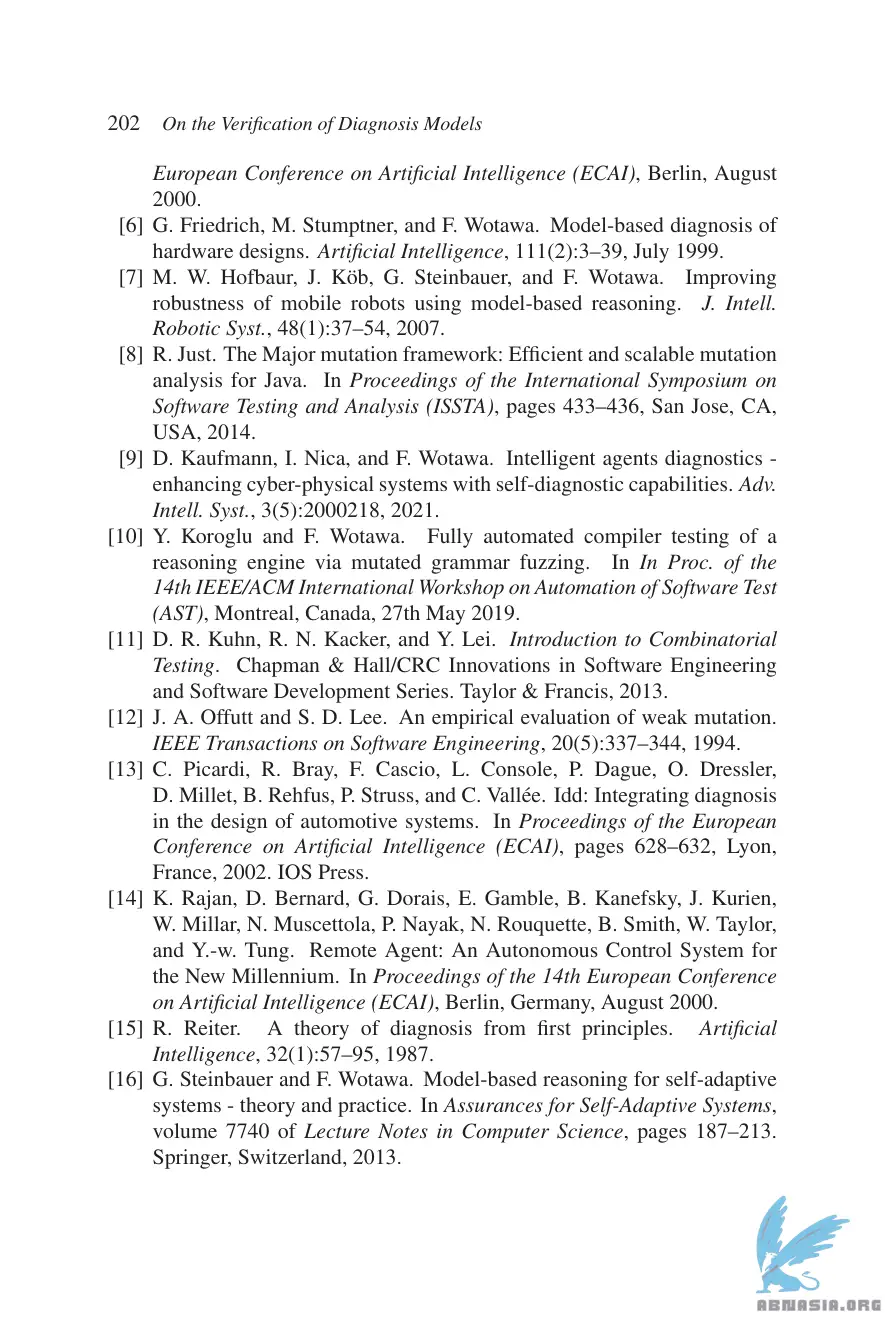 202 On the Verification of Diagnosis Models
European Conference on Artificial Intelligence (ECAI), Berlin, August
2000.
[6] G. Friedrich, M. Stumptner, and F. Wotawa. Model-based diagnosis of
hardware designs. Artificial Intelligence, 111(2):3–39, July 1999.
[7] M. W. Hofbaur, J. Köb, G. Steinbauer, and F. Wotawa. Improving
robustness of mobile robots using model-based reasoning. J. Intell.
Robotic Syst., 48(1):37–54, 2007.
[8] R. Just. The Major mutation framework: Efficient and scalable mutation
analysis for Java. In Proceedings of the International Symposium on
Software Testing and Analysis (ISSTA), pages 433–436, San Jose, CA,
USA, 2014.
[9] D. Kaufmann, I. Nica, and F. Wotawa. Intelligent agents diagnostics -
enhancing cyber-physical systems with self-diagnostic capabilities. Adv.
Intell. Syst., 3(5):2000218, 2021.
[10] Y. Koroglu and F. Wotawa. Fully automated compiler testing of a
reasoning engine via mutated grammar fuzzing. In In Proc. of the
14th IEEE/ACM International Workshop on Automation of Software Test
(AST), Montreal, Canada, 27th May 2019.
[11] D. R. Kuhn, R. N. Kacker, and Y. Lei. Introduction to Combinatorial
Testing. Chapman & Hall/CRC Innovations in Software Engineering
and Software Development Series. Taylor & Francis, 2013.
[12] J. A. Offutt and S. D. Lee. An empirical evaluation of weak mutation.
IEEE Transactions on Software Engineering, 20(5):337–344, 1994.
[13] C. Picardi, R. Bray, F. Cascio, L. Console, P. Dague, O. Dressler,
D. Millet, B. Rehfus, P. Struss, and C. Vallée. Idd: Integrating diagnosis
in the design of automotive systems. In Proceedings of the European
Conference on Artificial Intelligence (ECAI), pages 628–632, Lyon,
France, 2002. IOS Press.
[14] K. Rajan, D. Bernard, G. Dorais, E. Gamble, B. Kanefsky, J. Kurien,
W. Millar, N. Muscettola, P. Nayak, N. Rouquette, B. Smith, W. Taylor,
and Y.-w. Tung. Remote Agent: An Autonomous Control System for
the New Millennium. In Proceedings of the 14th European Conference
on Artificial Intelligence (ECAI), Berlin, Germany, August 2000.
[15] R. Reiter. A theory of diagnosis from first principles. Artificial
Intelligence, 32(1):57–95, 1987.
[16] G. Steinbauer and F. Wotawa. Model-based reasoning for self-adaptive
systems - theory and practice. In Assurances for Self-Adaptive Systems,
volume 7740 of Lecture Notes in Computer Science, pages 187–213.
Springer, Switzerland, 2013.
ABNASIA.ORG